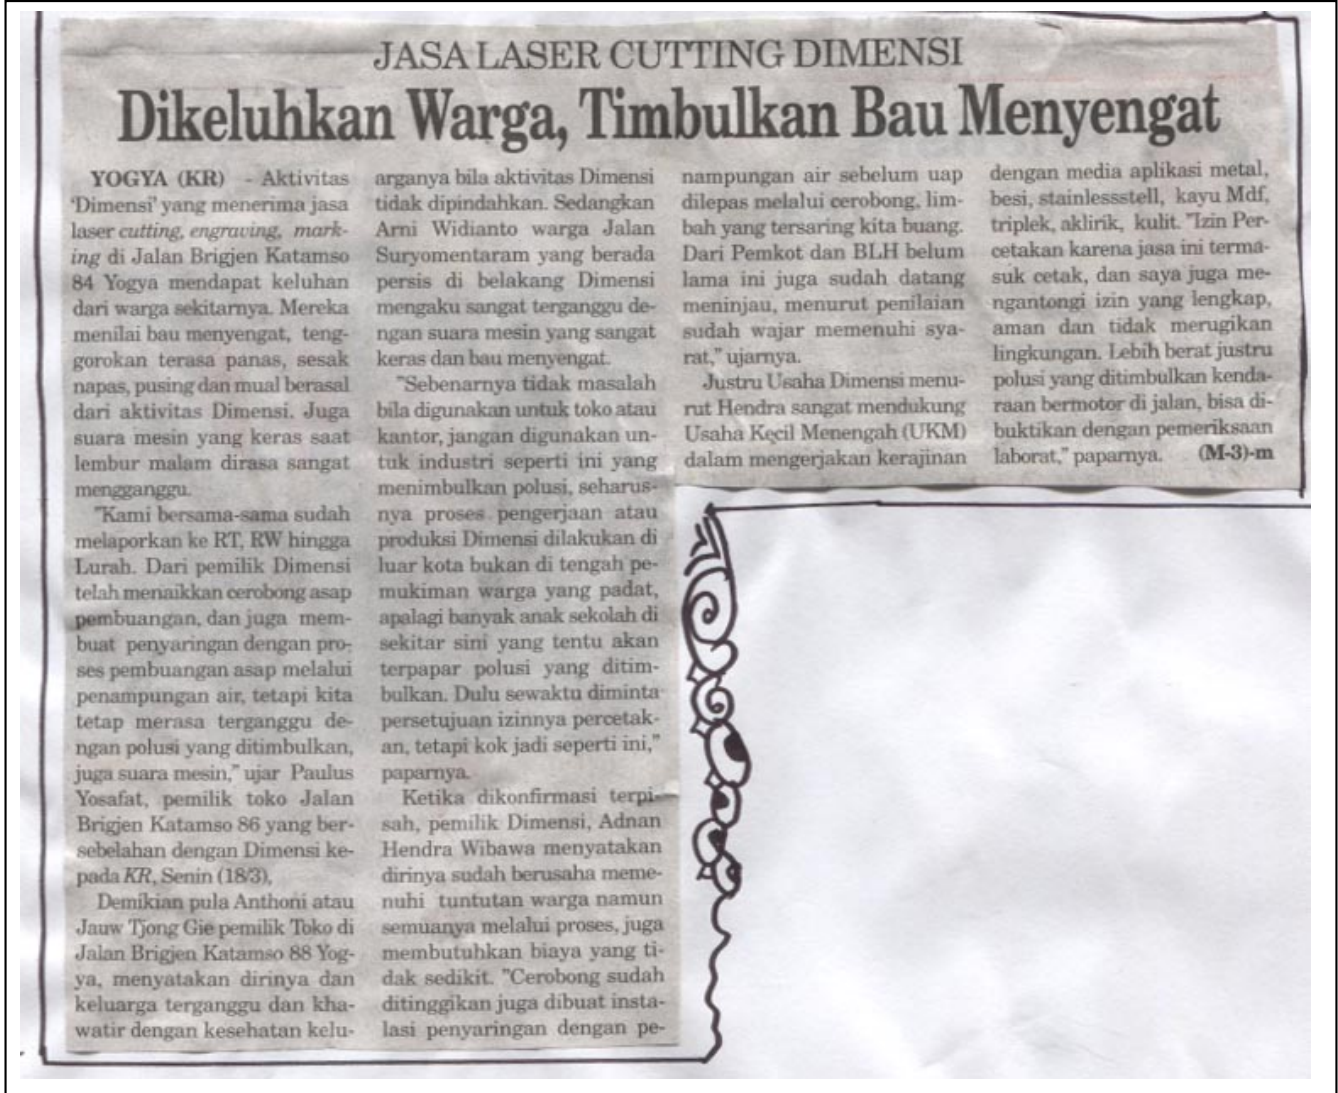 JASA LASER CUTTING DIMENSI
Dikeluhkan Warga, Timbulkan Bau Menyengat
YOGYA (KR) - Aktivitas
'Dimensi' yang menerima jasa
laser cutting, engraving, mark-
ing di Jalan Brigjen Katamso
84 Yogya mendapat keluhan
dari warga sekitarnya. Mereka
menilai bau menyengat, teng-
gorokan terasa panas, sesak
napas, pusing dan mual berasal
dari aktivitas Dimensi. Juga
suara mesin yang keras saat
lembur malam dirasa sangat
mengganggu.
"Kami bersama-sama sudah
melaporkan ke RT, RW hingga
Lurah. Dari pemilik Dimensi
telah menaikkan cerobong asap
pembuangan, dan juga mem-
buat penyaringan dengan pro-
ses pembuangan asap melalui
penampungan air, tetapi kita
tetap merasa terganggu de-
ngan polusi yang ditimbulkan,
juga suara mesin," ujar Paulus
Yosafat, pemilik toko Jalan
Brigjen Katamso 86 yang ber-
sebelahan dengan Dimensi ke-
pada KR, Senin (18/3),
Demikian pula Anthoni atau
Jauw Tjong Gie pemilik Toko di
Jalan Brigjen Katamso 88 Yog-
ya, menyatakan dirinya dan
keluarga terganggu dan kha-
watir dengan kesehatan kelu-
arganya bila aktivitas Dimensi
tidak dipindahkan. Sedangkan
Arni Widianto warga Jalan
Suryomentaram yang berada
persis di belakang Dimensi
mengaku sangat terganggu de-
ngan suara mesin yang sangat
keras dan bau menyengat.
"Sebenarnya tidak masalah
bila digunakan untuk toko atau
kantor, jangan digunakan un-
tuk industri seperti ini yang
menimbulkan polusi, seharus-
nya proses pengerjaan atau
produksi Dimensi dilakukan di
luar kota bukan di tengah pe-
mukiman warga yang padat,
apalagi banyak anak sekolah di
sekitar sini yang tentu akan
terpapar polusi yang ditim-
bulkan. Dulu sewaktu diminta
persetujuan izinnya percetak-
an, tetapi kok jadi seperti ini,"
paparnya.
Ketika dikonfirmasi terpi-
sah, pemilik Dimensi, Adnan
Hendra Wibawa menyatakan
dirinya sudah berusaha meme-
nuhi tuntutan warga namun
semuanya melalui proses, juga
membutuhkan biaya yang ti-
dak sedikit. "Cerobong sudah
ditinggikan juga dibuat insta-
lasi penyaringan dengan pe-
nampungan air sebelum uap
dilepas melalui cerobong, lim-
bah yang tersaring kita buang.
Dari Pemkot dan BLH belum
lama ini juga sudah datang
meninjau, menurut penilaian
sudah wajar memenuhi sya-
rat," ujarnya.
Justru Usaha Dimensi menu-
rut Hendra sangat mendukung
Usaha Kecil Menengah (UKM)
dalam mengerjakan kerajinan
dengan media aplikasi metal,
besi, stainlessstell, kayu Mdf,
triplek, aklirik, kulit. "Izin Per-
cetakan karena jasa ini terma-
suk cetak, dan saya juga me-
ngantongi izin yang lengkap,
aman dan tidak merugikan
lingkungan. Lebih berat justru
polusi yang ditimbulkan kenda-
raan bermotor di jalan, bisa di-
buktikan dengan pemeriksaan
laborat," paparnya. (M-3)-m